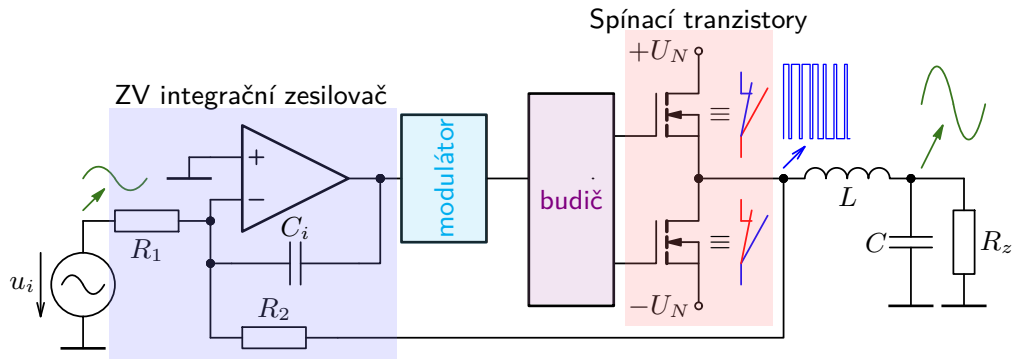 Spínací tranzistory
+U_N
ZV integrační zesilovač
+
−
modulátor
budič
≡
≡
C_i
R_1
R_2
u_i
−U_N
L
C
R_z